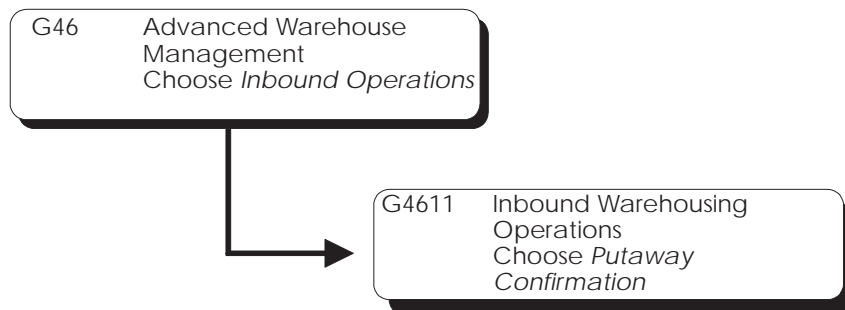 G46 Advanced Warehouse
Management
Choose Inbound Operations
G4611 Inbound Warehousing
Operations
Choose Putaway
Confirmation